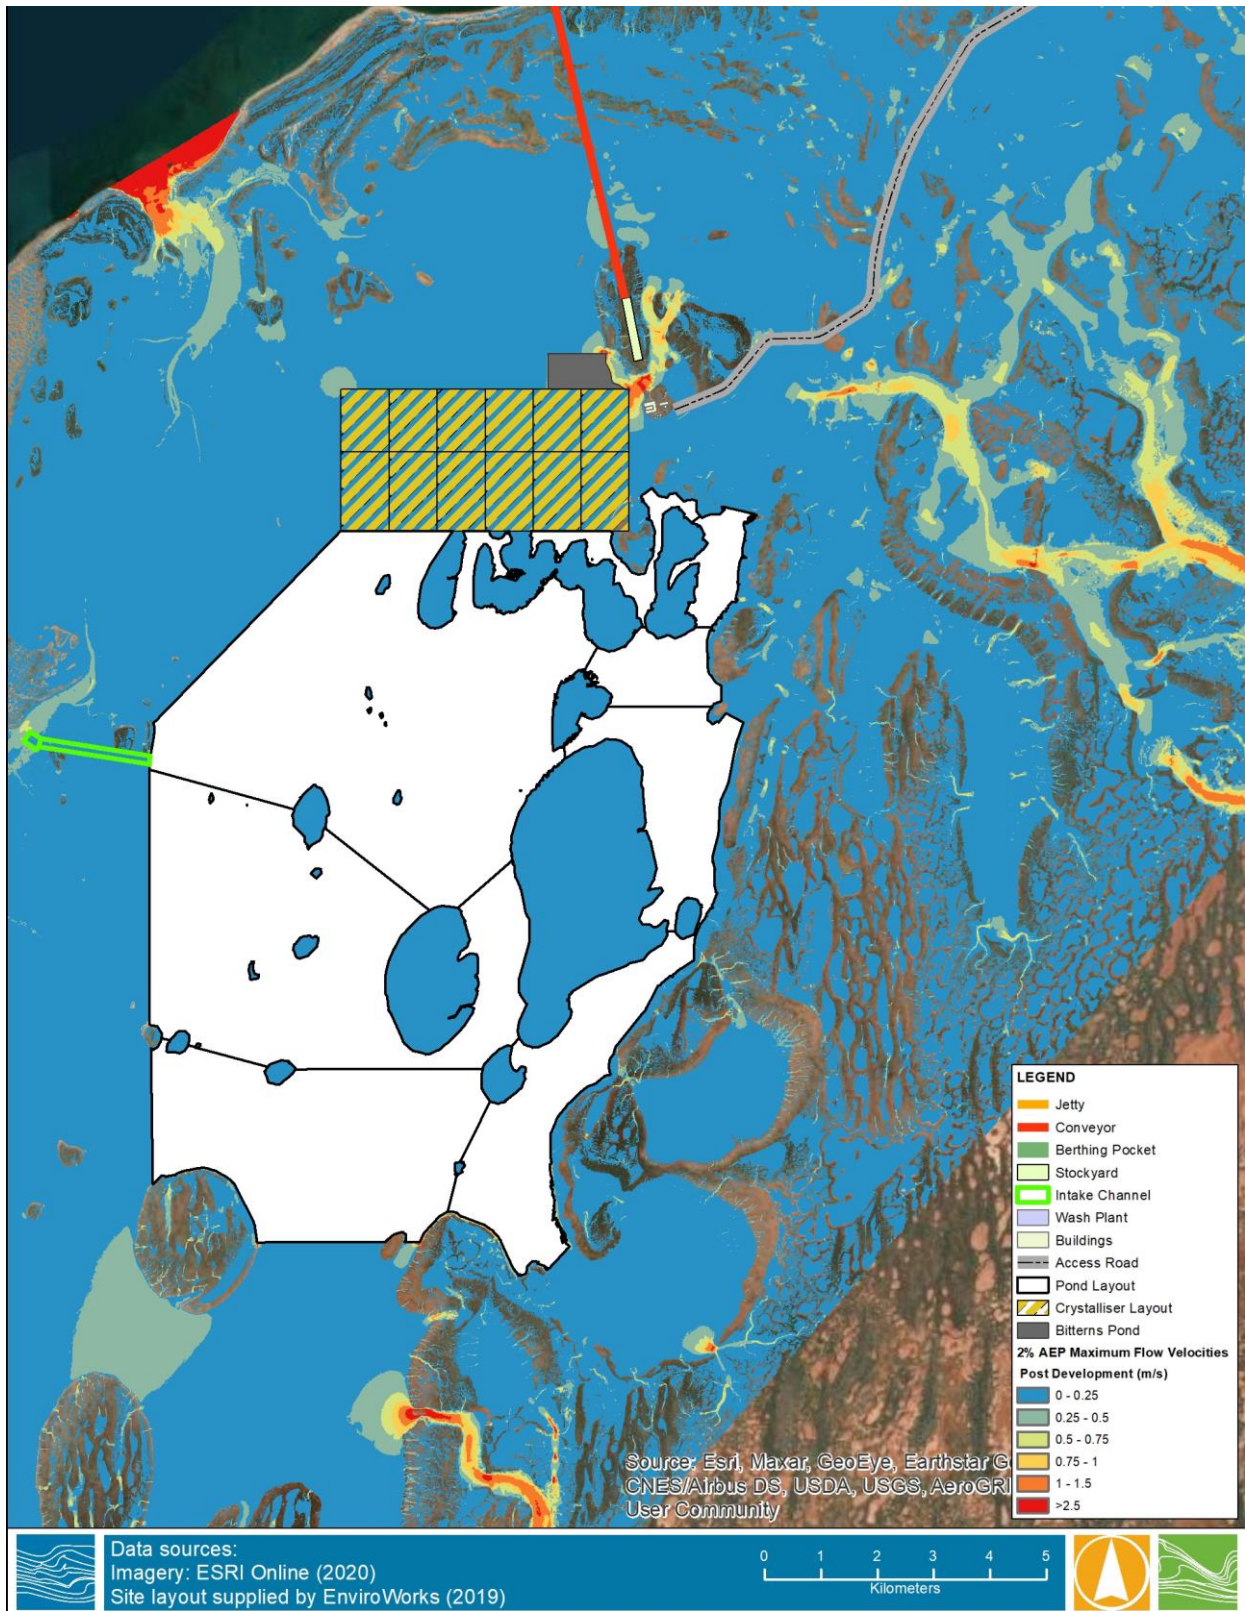 LEGEND
Jetty
Conveyor
Berthing Pocket
Stockyard
Intake Channel
Wash Plant
Buildings
Access Road
Pond Layout
Crystalliser Layout
Bitterns Pond
2% AEP Maximum Flow Velocities
Post Development (m/s)
0 - 0.25
0.25 - 0.5
0.5 - 0.75
0.75 - 1
1 - 1.5
>2.5
Source: Esri, Maxar, GeoEye, Earthstar G
CNES/Airbus DS, USDA, USGS, AeroGRI
User Community
Data sources:
Imagery: ESRI Online (2020)
Site layout supplied by EnviroWorks (2019)
0 1 2 3 4 5
Kilometers